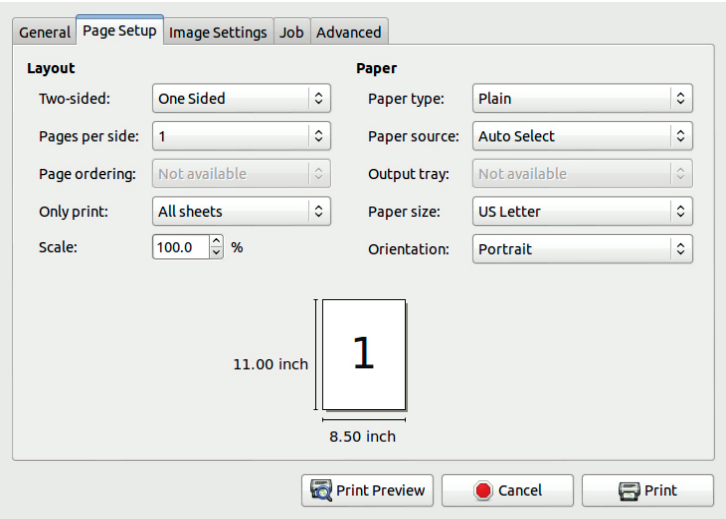 General Page Setup Image Settings Job Advanced
Layout
Two-sided: One Sided
Pages per side: 1
Page ordering: Not available
Only print: All sheets
Scale: 100.0 %
Paper
Paper type: Plain
Paper source: Auto Select
Output tray: Not available
Paper size: US Letter
Orientation: Portrait
1
11.00 inch
8.50 inch
Print Preview Cancel Print